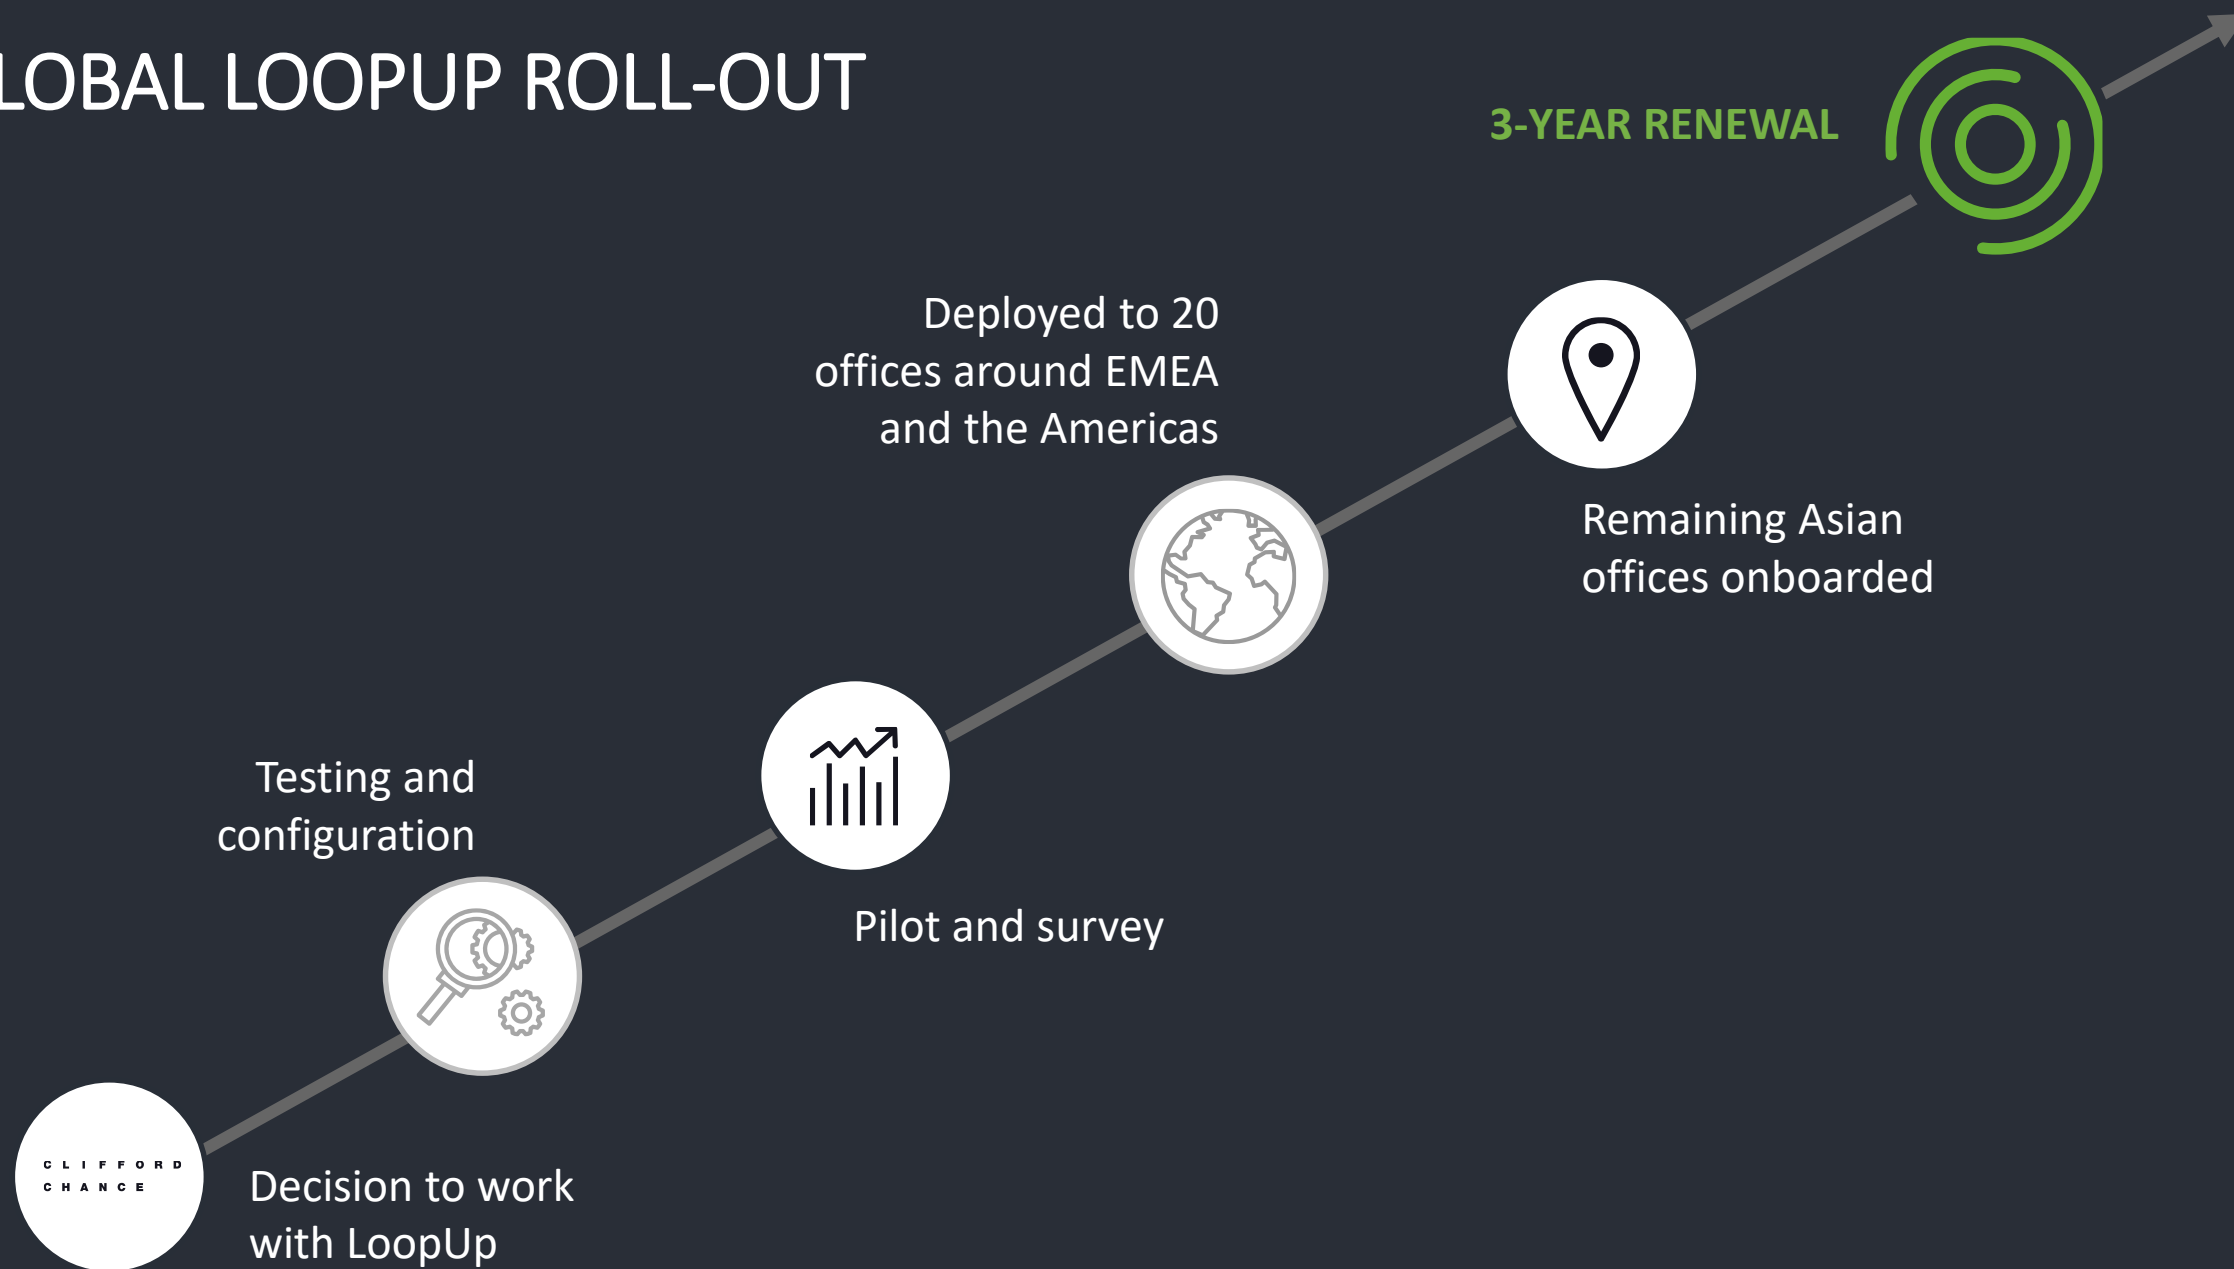 LOBAL LOOPUP ROLL-OUT
3-YEAR RENEWAL
Deployed to 20
offices around EMEA
and the Americas
Remaining Asian
offices onboarded
Testing and
configuration
Pilot and survey
CLIFFORD
CHANCE
Decision to work
with LoopUp